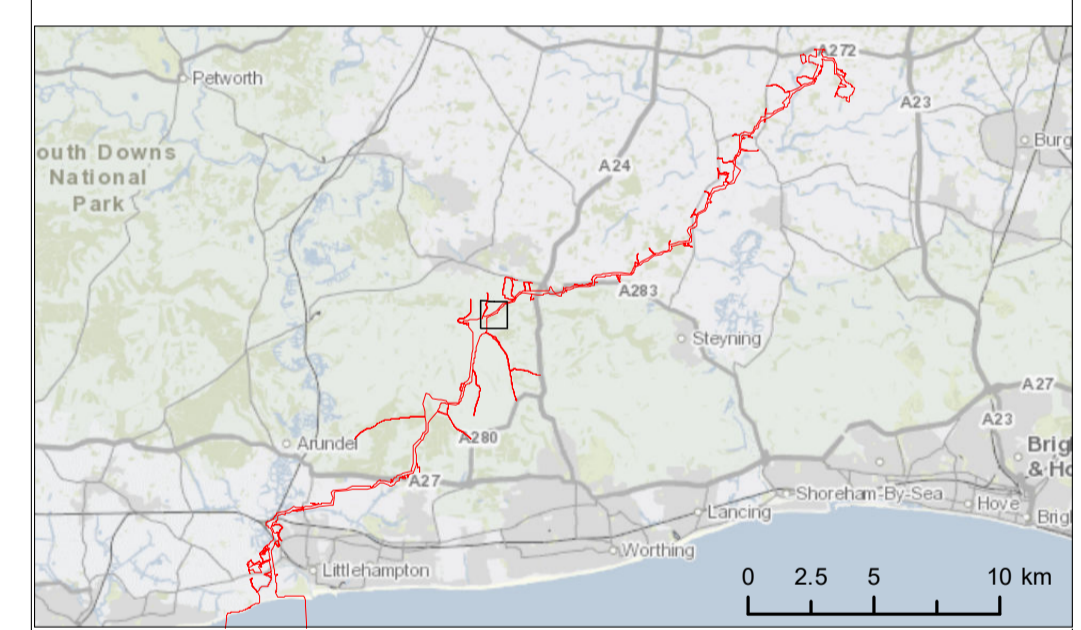 A272
Petworth
A23
Burg
outh Downs
National
Park
A24
A283
Steyning
A27
A23
Arundel
A280
Brig
& Ho
A27
Shoreham-By-Sea
Hove
Lancing
Brig
Worthing
Littlehampton
0 2.5 5 10 km